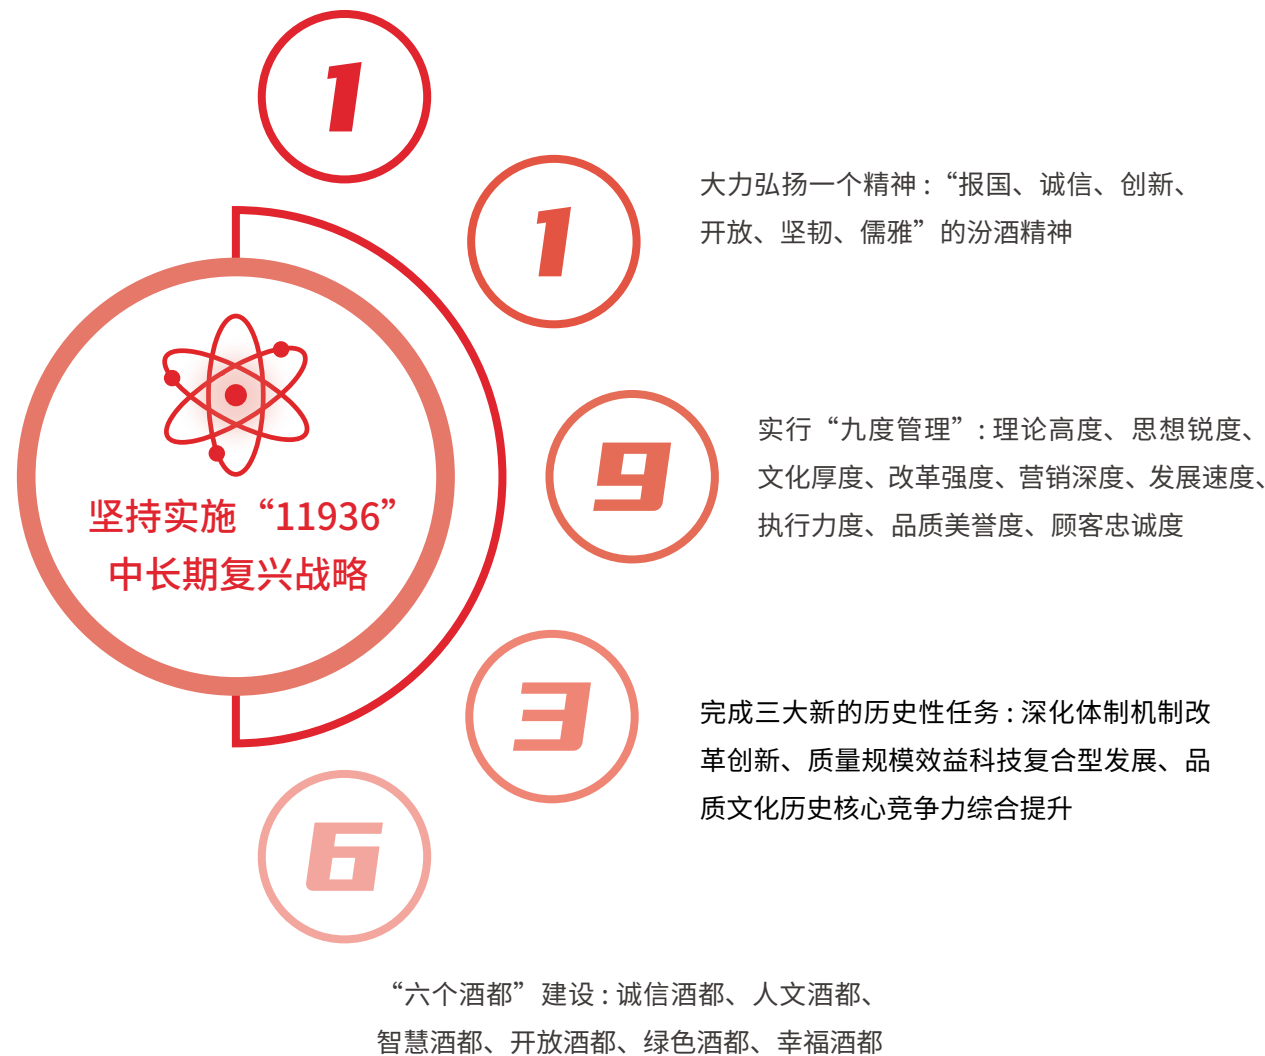 1
1
大力弘扬一个精神：“报国、诚信、创新、
开放、坚韧、儒雅”的汾酒精神
9
实行“九度管理”：理论高度、思想锐度、
文化厚度、改革强度、营销深度、发展速度、
执行力度、品质美誉度、顾客忠诚度
坚持实施“11936”
中长期复兴战略
3
完成三大新的历史性任务：深化体制机制改
革创新、质量规模效益科技复合型发展、品
质文化历史核心竞争力综合提升
6
“六个酒都”建设：诚信酒都、人文酒都、
智慧酒都、开放酒都、绿色酒都、幸福酒都